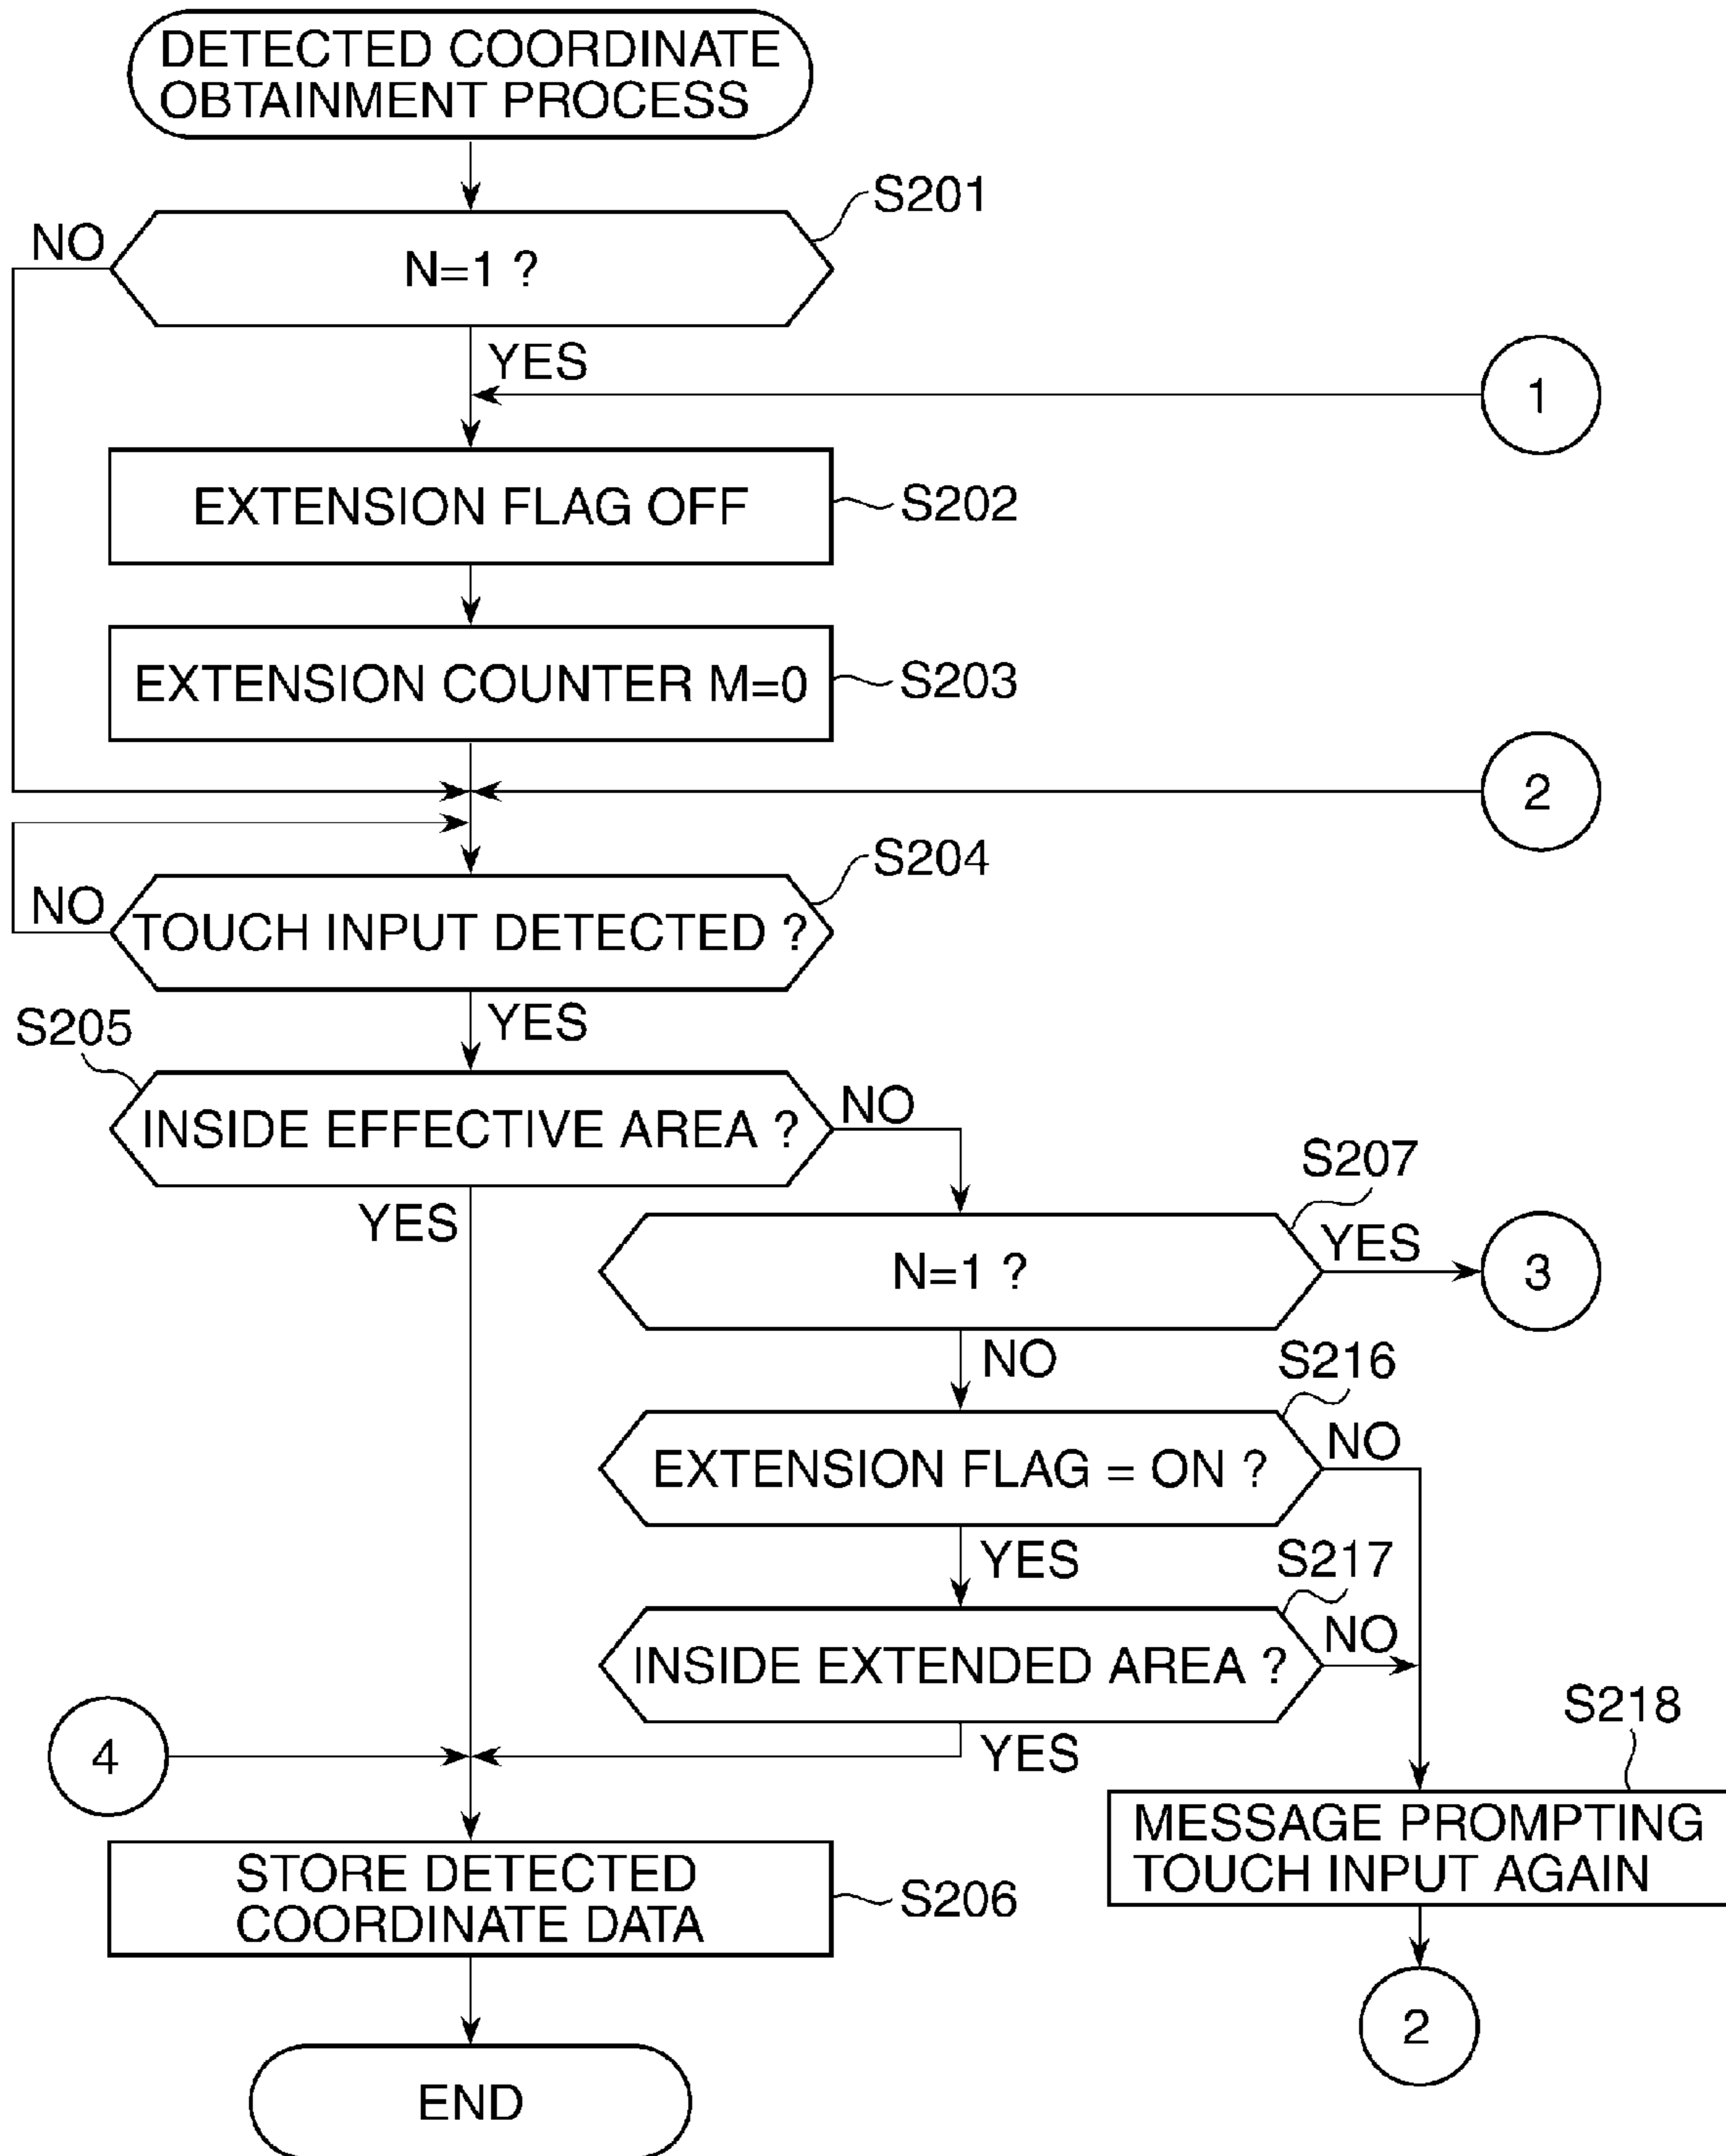 DETECTED COORDINATE
OBTAINMENT PROCESS
S201
NO
N=1 ?
YES
1
EXTENSION FLAG OFF
S202
EXTENSION COUNTER M=0
S203
2
S204
NO
TOUCH INPUT DETECTED ?
YES
S205
INSIDE EFFECTIVE AREA ?
NO
S207
YES
N=1 ?
YES
3
NO
S216
EXTENSION FLAG = ON ?
NO
YES
S217
INSIDE EXTENDED AREA ?
NO
YES
4
S218
MESSAGE PROMPTING
TOUCH INPUT AGAIN
STORE DETECTED
COORDINATE DATA
S206
2
END